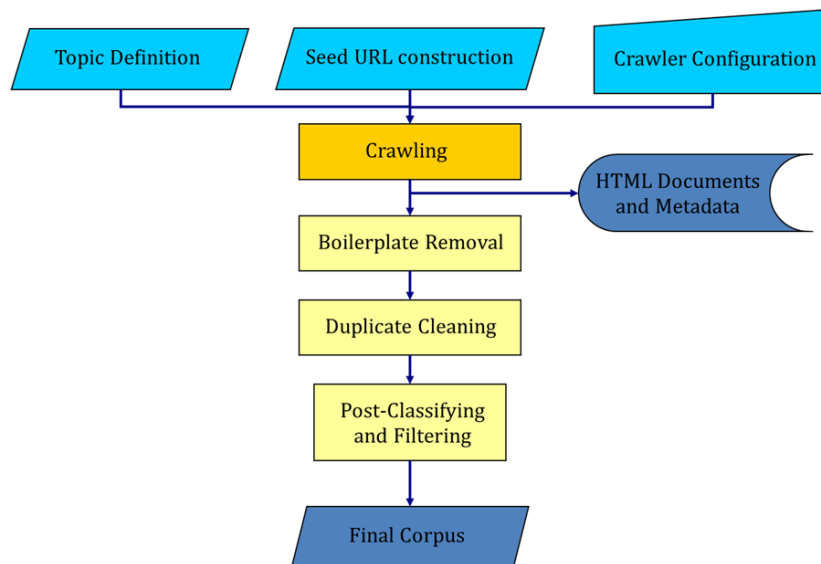 Topic Definition
Seed URL construction
Crawler Configuration
Crawling
HTML Documents
and Metadata
Boilerplate Removal
Duplicate Cleaning
Post-Classifying
and Filtering
Final Corpus